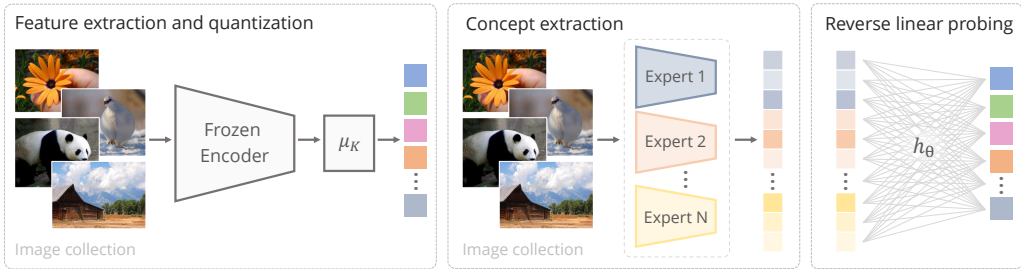 Feature extraction and quantization
Frozen
Encoder
μ_K
Image collection
Concept extraction
Expert 1
Expert 2
Expert N
Image collection
Reverse linear probing
h_θ